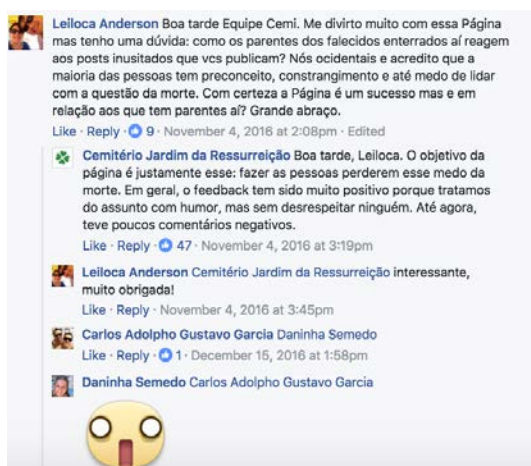 Leiloca Anderson Boa tarde Equipe Cemi. Me divirto muito com essa Página
mas tenho uma dúvida: como os parentes dos falecidos enterrados aí reagem
aos posts inusitados que vcs publicam? Nós ocidentais e acredito que a
maioria das pessoas tem preconceito, constrangimento e até medo de lidar
com a questão da morte. Com certeza a Página é um sucesso mas e em
relação aos que tem parentes aí? Grande abraço.
Like · Reply · 9 · November 4, 2016 at 2:08pm · Edited
Cemitério Jardim da Ressurreição Boa tarde, Leiloca. O objetivo da
página é justamente esse: fazer as pessoas perderem esse medo da
morte. Em geral, o feedback tem sido muito positivo porque tratamos
do assunto com humor, mas sem desrespeitar ninguém. Até agora,
teve poucos comentários negativos.
Like · Reply · 47 · November 4, 2016 at 3:19pm
Leiloca Anderson Cemitério Jardim da Ressurreição interessante,
muito obrigada!
Like · Reply · November 4, 2016 at 3:45pm
Carlos Adolpho Gustavo Garcia Daninha Semedo
Like · Reply · 1 · December 15, 2016 at 1:58pm
Daninha Semedo Carlos Adolpho Gustavo Garcia